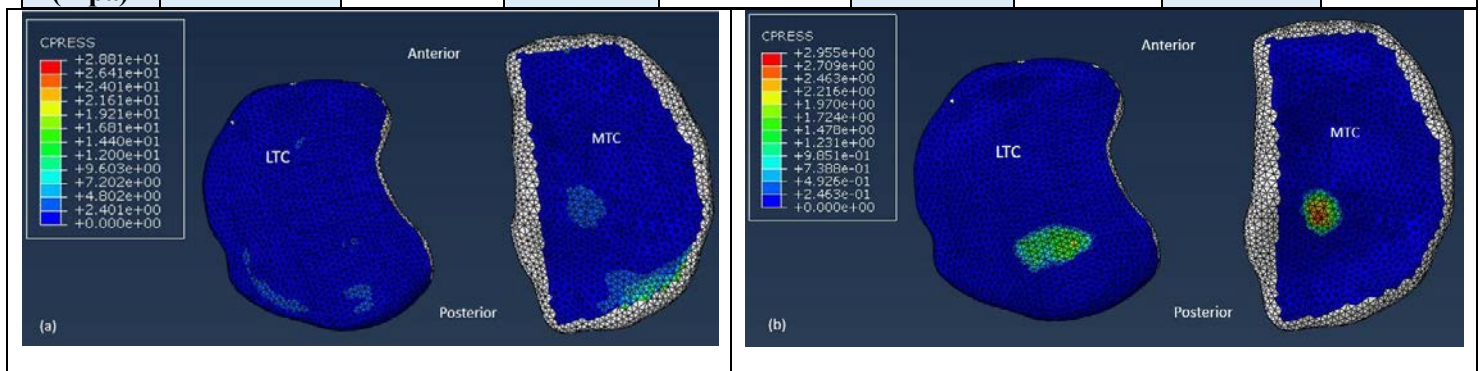 CPRESS
+2.881e+01
+2.641e+01
+2.401e+01
+2.161e+01
+1.921e+01
+1.681e+01
+1.440e+01
+1.200e+01
+9.603e+00
+7.202e+00
+4.802e+00
+2.401e+00
+0.000e+00
Anterior
LTC
MTC
Posterior
(a)
CPRESS
+2.955e+00
+2.709e+00
+2.463e+00
+2.216e+00
+1.970e+00
+1.724e+00
+1.478e+00
+1.231e+00
+9.851e-01
+7.388e-01
+4.926e-01
+2.463e-01
+0.000e+00
Anterior
LTC
MTC
Posterior
(b)